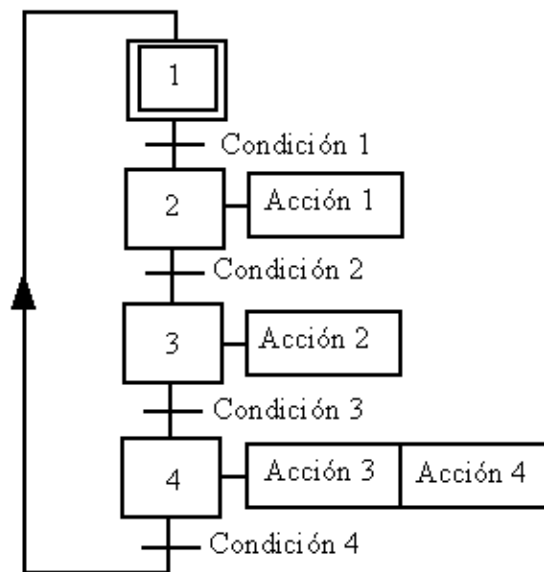 1
Condición 1
2
Acción 1
Condición 2
3
Acción 2
Condición 3
4
Acción 3
Acción 4
Condición 4